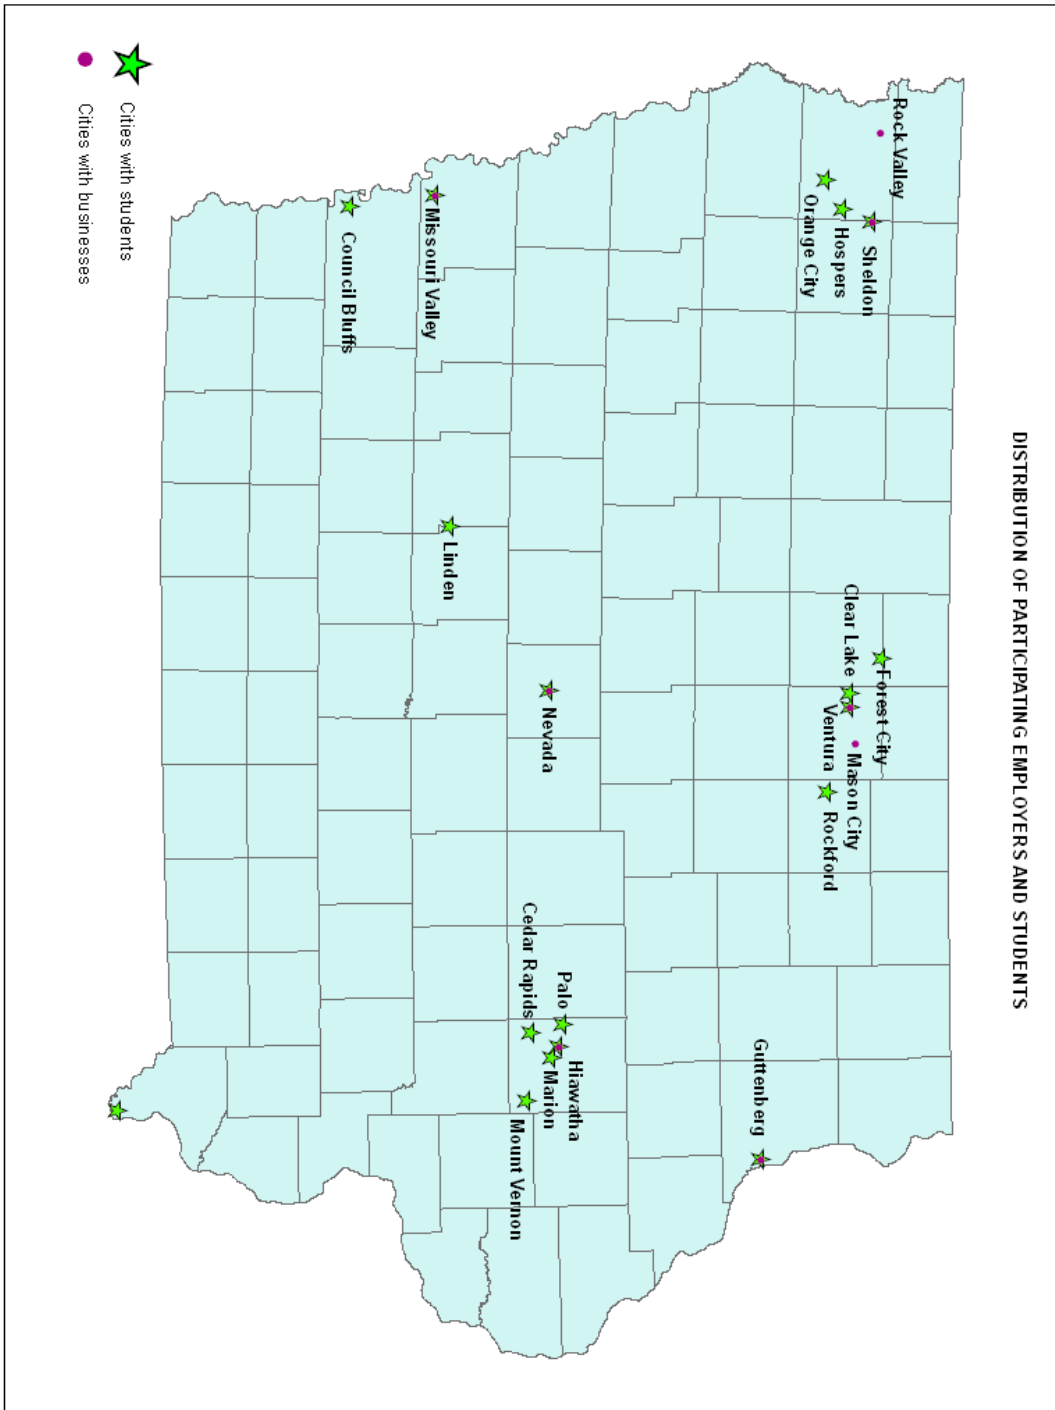 DISTRIBUTION OF PARTICIPATING EMPLOYERS AND STUDENTS
Rock Valley
Sheldon
Hospers
Orange City
Forest City
Clear Lake
Mason City
Ventura
Rockford
Guttenberg
Missouri Valley
Council Bluffs
Linden
Nevada
Cedar Rapids
Palo
Hiawatha
Marion
Mount Vernon
Cities with students
Cities with businesses